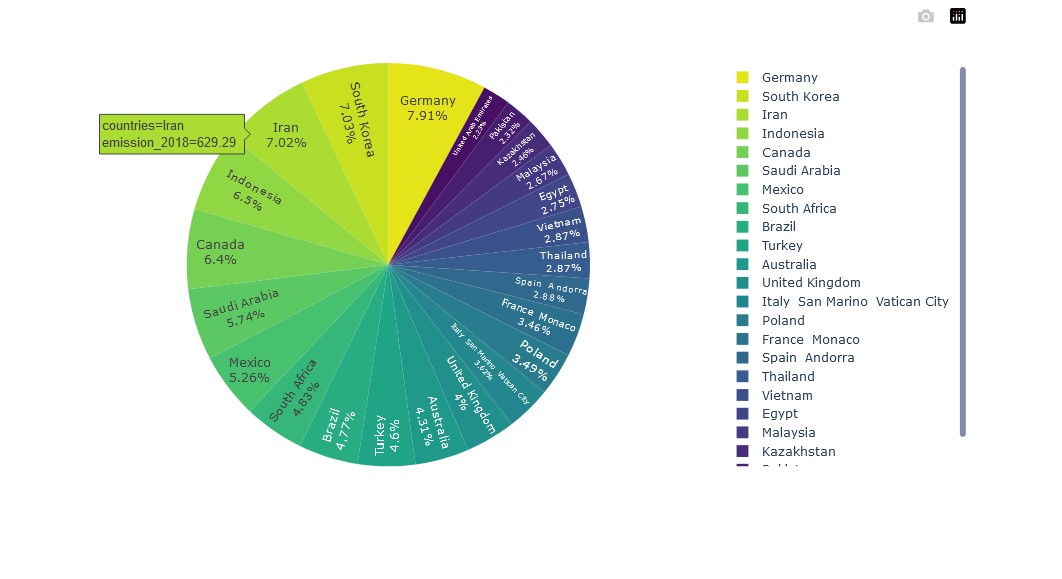 countries=Iran
emission_2018=629.29
Germany
7.91%
South Korea
7.03%
Iran
7.02%
Indonesia
6.5%
Canada
6.4%
Saudi Arabia
5.74%
Mexico
5.26%
South Africa
4.83%
Brazil
4.77%
Turkey
4.6%
Australia
4.31%
United Kingdom
4%
Italy  San Marino  Vatican City
3.62%
Poland
3.49%
France  Monaco
3.46%
Spain  Andorra
2.88%
Thailand
2.87%
Vietnam
2.87%
Egypt
2.75%
Malaysia
2.67%
Kazakhstan
2.46%
Pakistan
2.32%
United Arab Emirates
2.23%
Germany
South Korea
Iran
Indonesia
Canada
Saudi Arabia
Mexico
South Africa
Brazil
Turkey
Australia
United Kingdom
Italy  San Marino  Vatican City
Poland
France  Monaco
Spain  Andorra
Thailand
Vietnam
Egypt
Malaysia
Kazakhstan